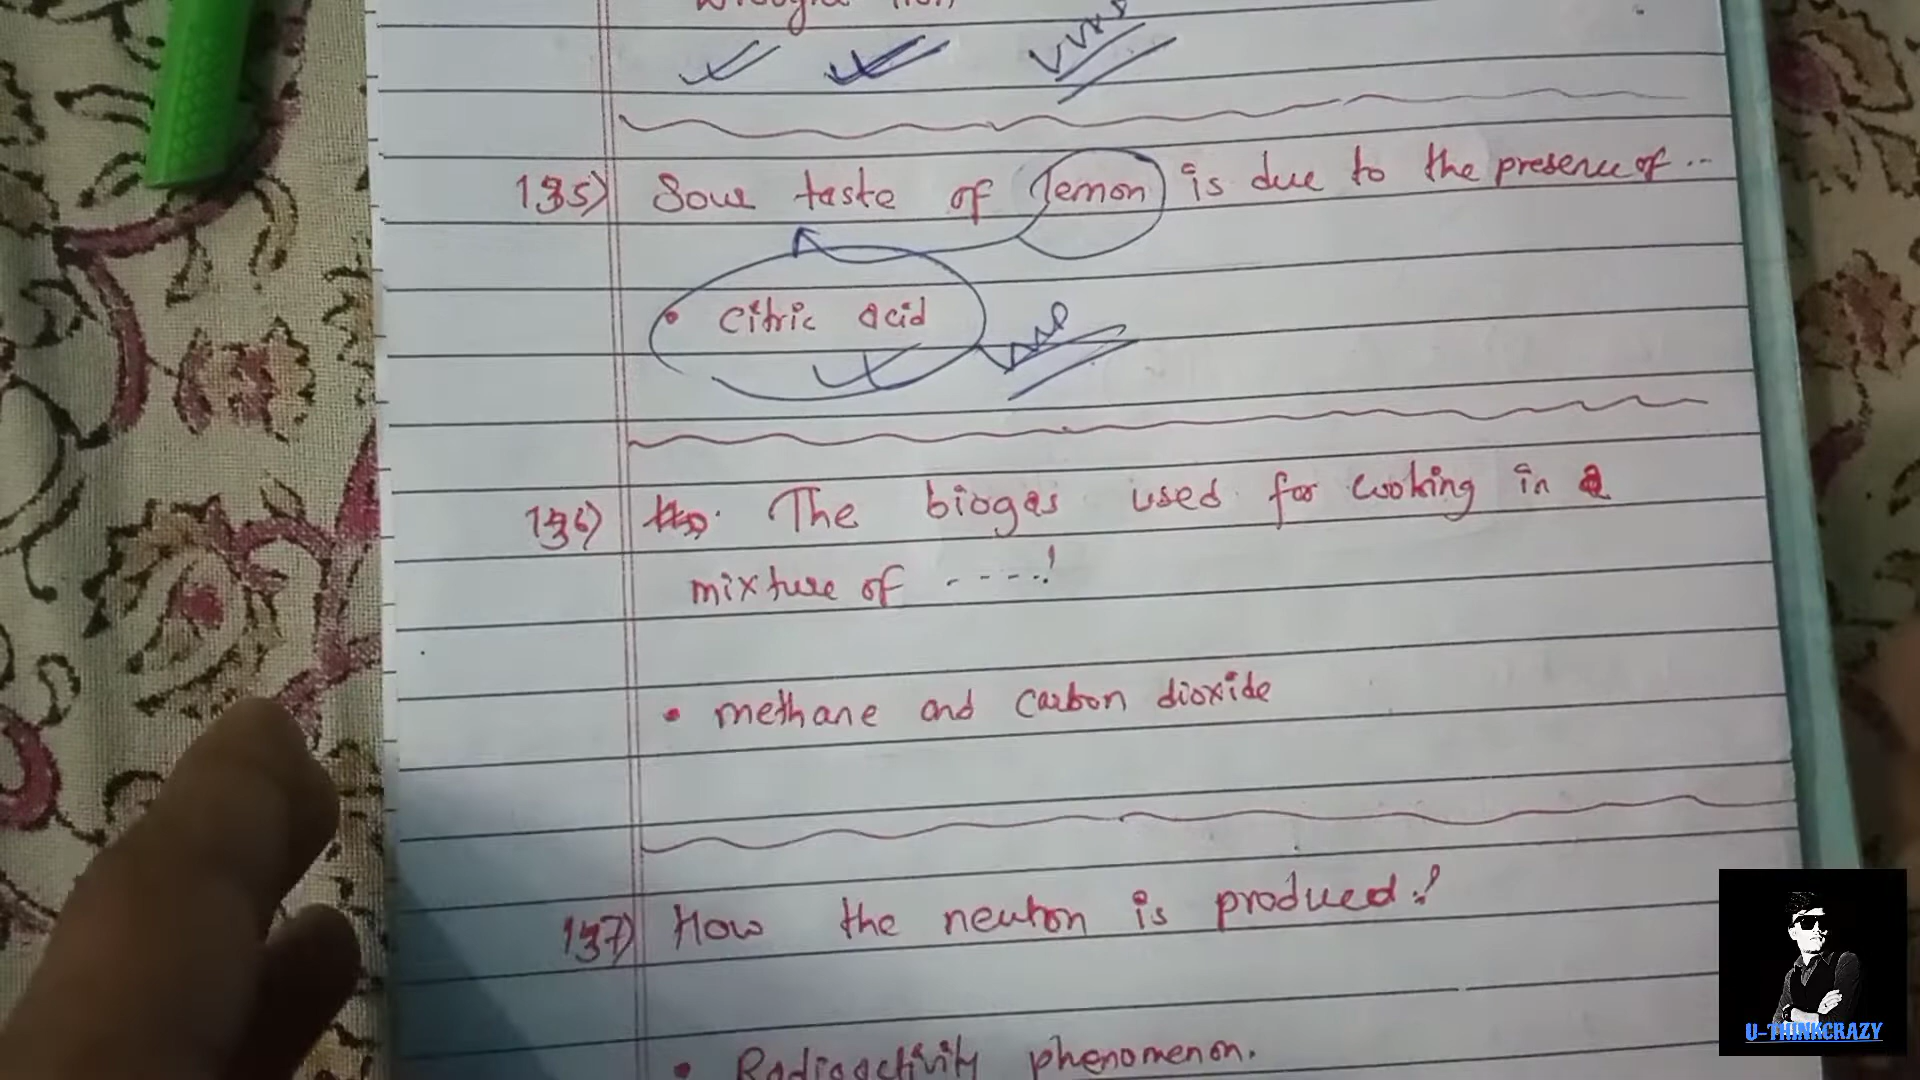 135) Sour taste of lemon is due to the presence of ...
• Citric acid
136) The biogas used for cooking in a
mixture of ----!
• methane and carbon dioxide
137) How the neutron is produced!
• Radioactivity phenomenon.
U-THINKCRAZY